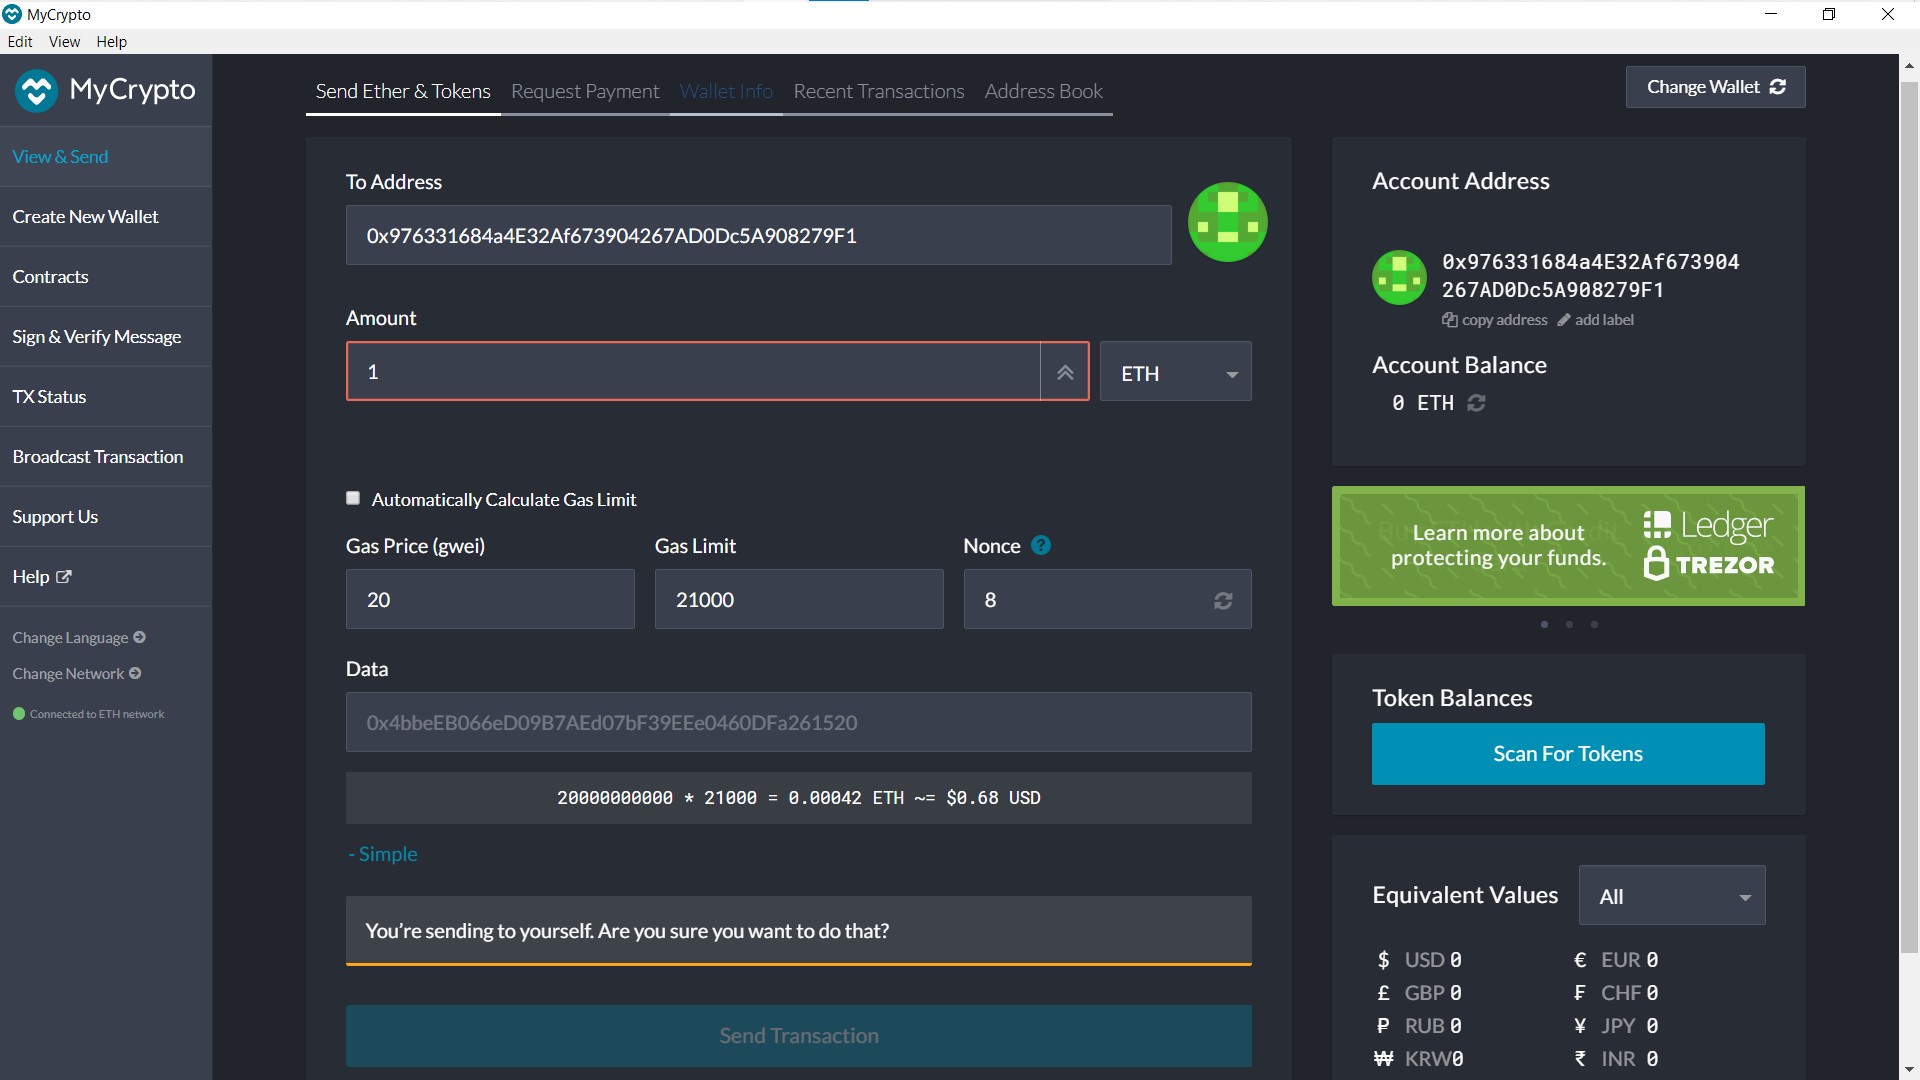 MyCrypto
Edit View Help
MyCrypto
View & Send
Create New Wallet
Contracts
Sign & Verify Message
TX Status
Broadcast Transaction
Support Us
Help
Change Language
Change Network
Connected to ETH network
Send Ether & Tokens Request Payment Wallet Info Recent Transactions Address Book
Change Wallet
To Address
0x976331684a4E32Af673904267AD0Dc5A908279F1
Amount
1
ETH
Automatically Calculate Gas Limit
Gas Price (gwei) Gas Limit Nonce ?
20 21000 8
Data
0x4bbeEB066eD09B7AEd07bF39EEe0460DFa261520
20000000000 * 21000 = 0.00042 ETH ~= $0.68 USD
- Simple
You’re sending to yourself. Are you sure you want to do that?
Send Transaction
Account Address
0x976331684a4E32Af673904
267AD0Dc5A908279F1
copy address add label
Account Balance
0 ETH
Learn more about
protecting your funds.
Ledger
TREZOR
Token Balances
Scan For Tokens
Equivalent Values All
$ USD 0 € EUR 0
£ GBP 0 ₣ CHF 0
₽ RUB 0 ¥ JPY 0
₩ KRW 0 ₹ INR 0